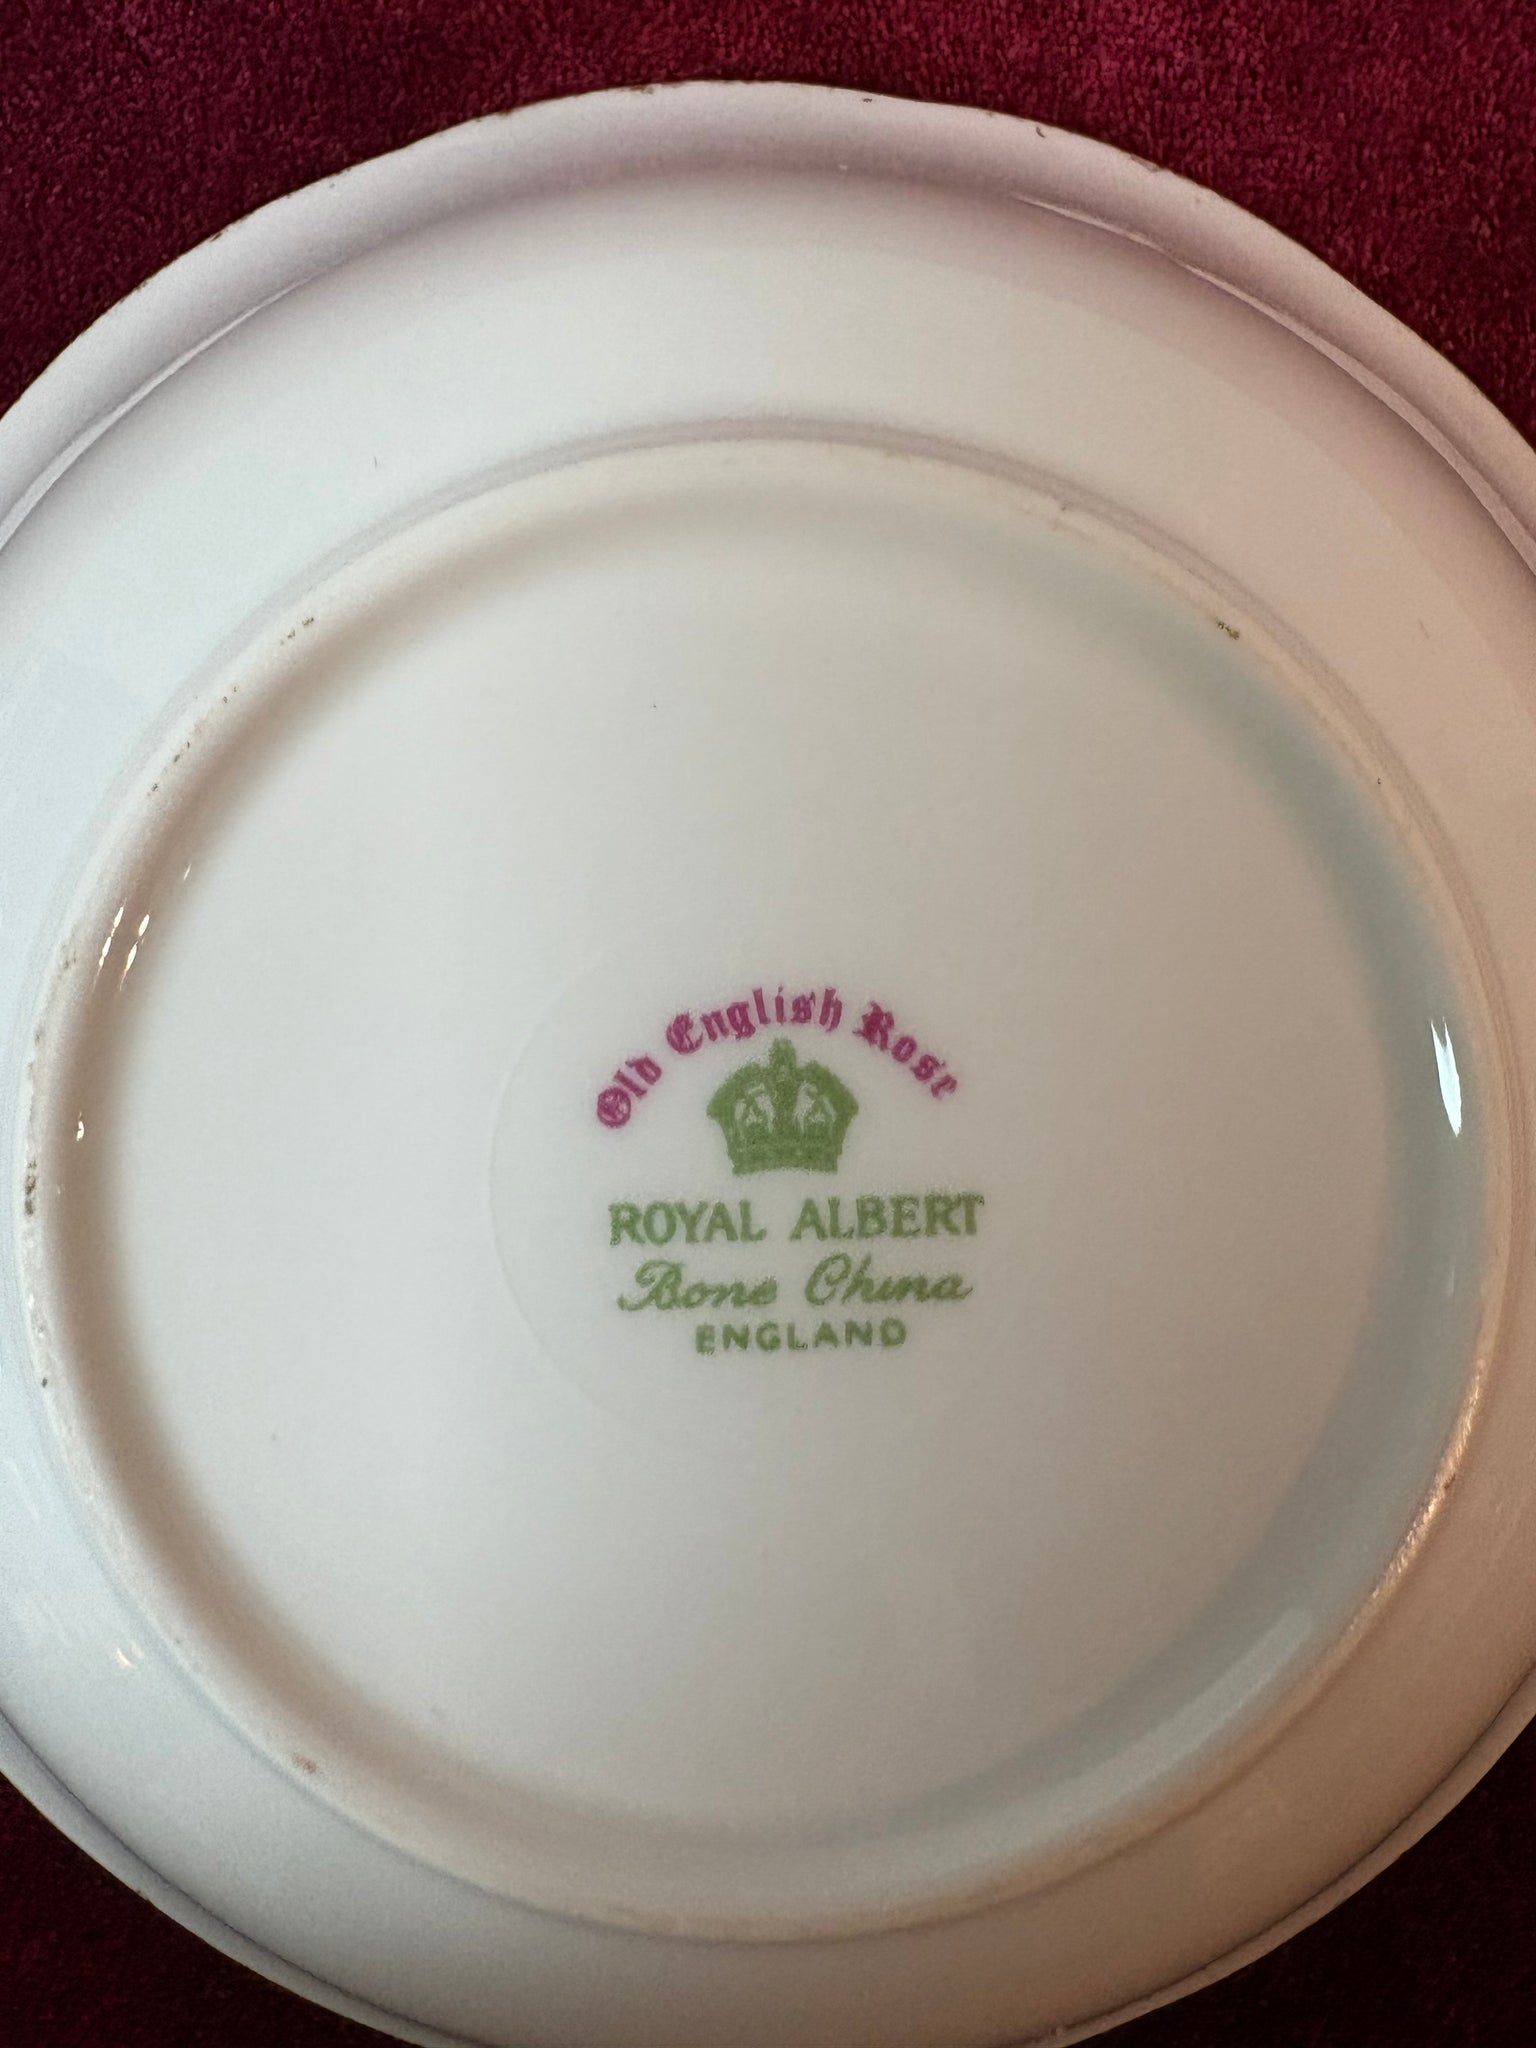 Old English Rose
ROYAL ALBERT
Bone China
ENGLAND